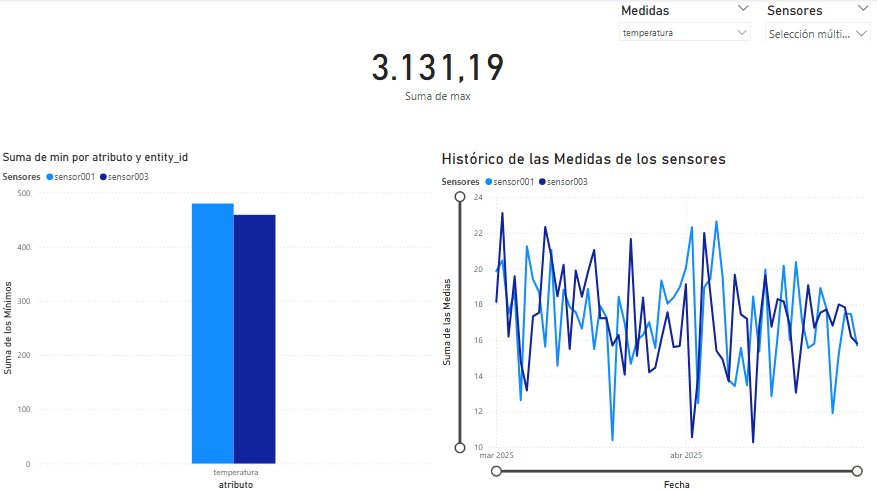 Medidas
temperatura
Sensores
Selección múlti...
3.131,19
Suma de max
Suma de min por atributo y entity_id
Sensores sensor001 sensor003
500
400
300
200
100
0
Suma de los Mínimos
temperatura
atributo
Histórico de las Medidas de los sensores
Sensores sensor001 sensor003
24
22
20
18
16
14
12
10
Suma de las Medias
mar 2025
abr 2025
Fecha